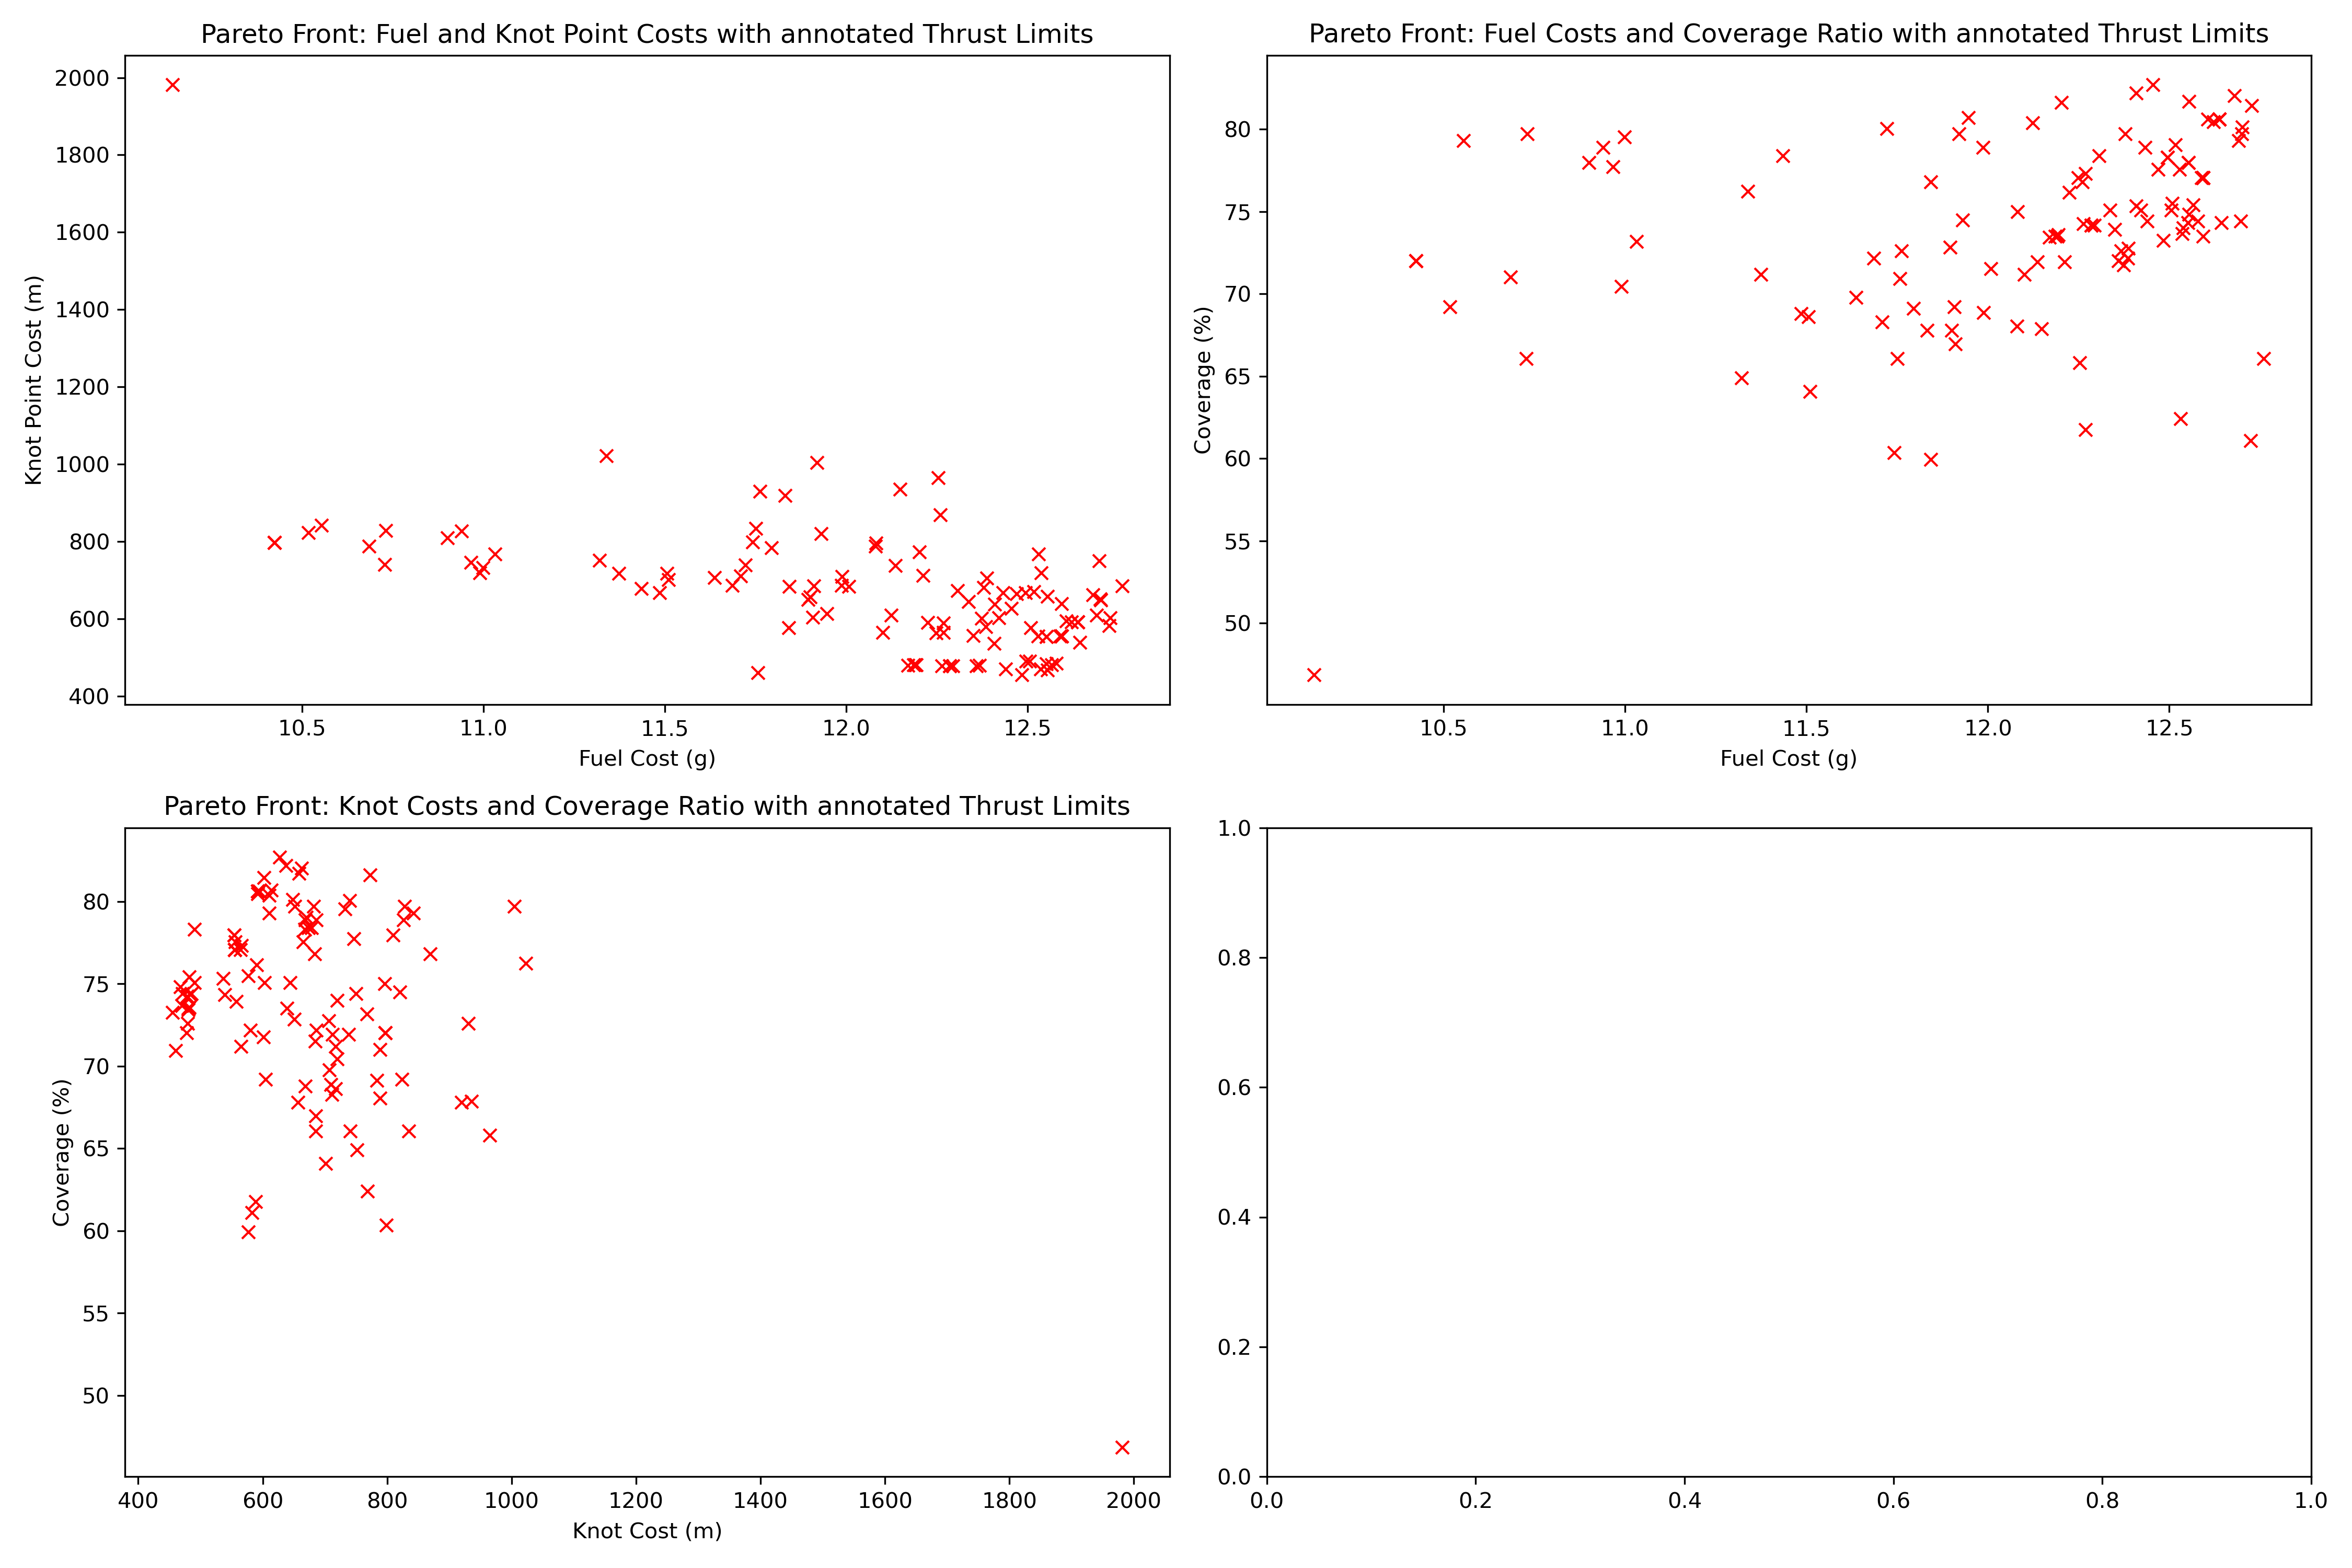 Pareto Front: Fuel and Knot Point Costs with annotated Thrust Limits
2000
1800
1600
1400
1200
1000
800
600
400
Knot Point Cost (m)
10.5 11.0 11.5 12.0 12.5
Fuel Cost (g)
Pareto Front: Fuel Costs and Coverage Ratio with annotated Thrust Limits
80
75
70
65
60
55
50
Coverage (%)
10.5 11.0 11.5 12.0 12.5
Fuel Cost (g)
Pareto Front: Knot Costs and Coverage Ratio with annotated Thrust Limits
80
75
70
65
60
55
50
Coverage (%)
400 600 800 1000 1200 1400 1600 1800 2000
Knot Cost (m)
1.0
0.8
0.6
0.4
0.2
0.0
0.0 0.2 0.4 0.6 0.8 1.0